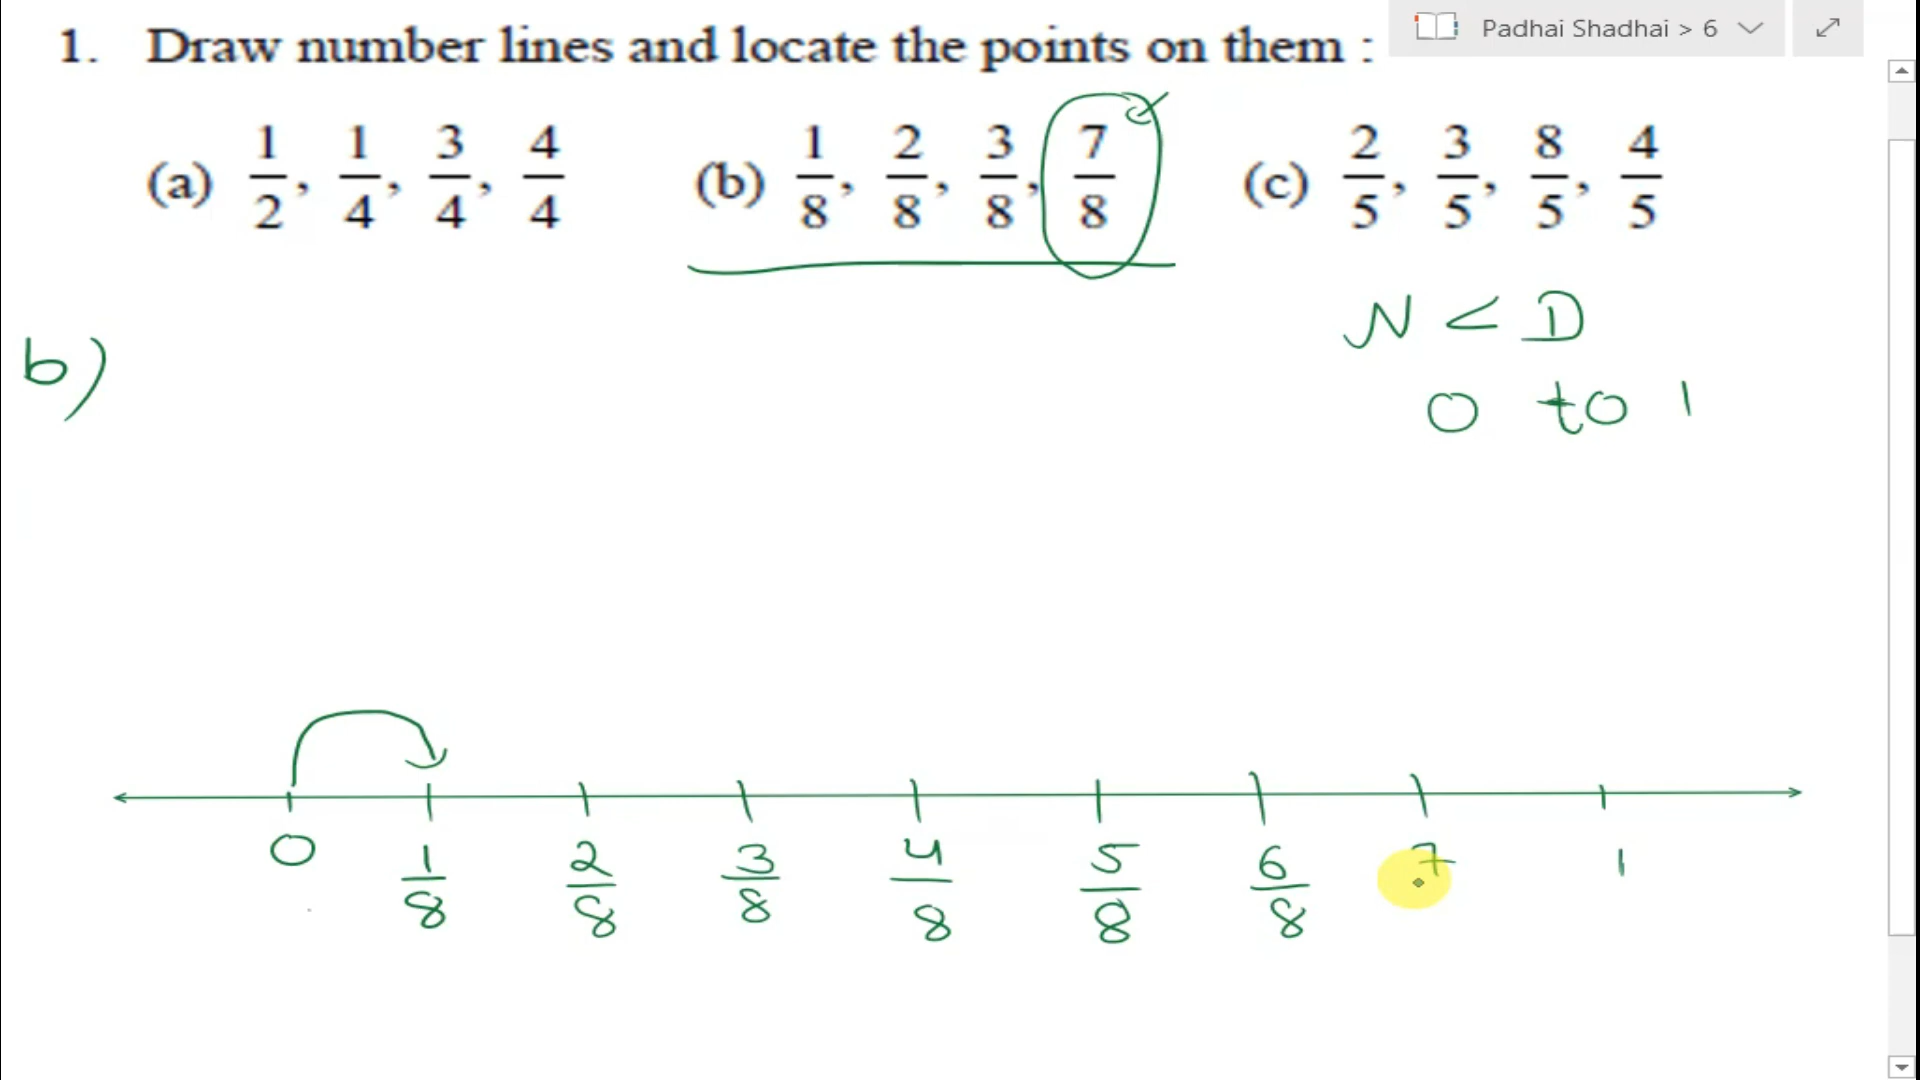 1. Draw number lines and locate the points on them :
Padhai Shadhai > 6
(a) 1/2, 1/4, 3/4, 4/4 (b) 1/8, 2/8, 3/8, 7/8 (c) 2/5, 3/5, 8/5, 4/5
N < D
b)
0 to 1
0 1/8 2/8 3/8 4/8 5/8 6/8 7 1